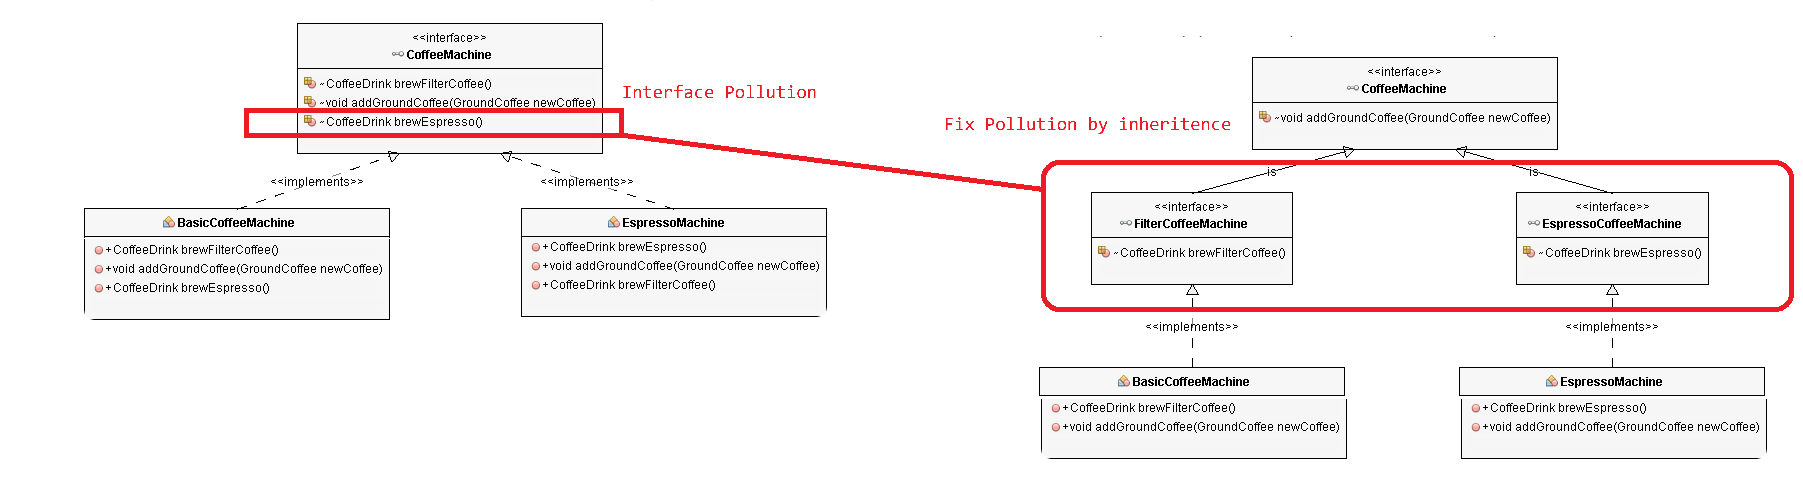 <<interface>>
CoffeeMachine
~CoffeeDrink brewFilterCoffee()
~void addGroundCoffee(GroundCoffee newCoffee)
~CoffeeDrink brewEspresso()
Interface Pollution
<<implements>>
<<implements>>
BasicCoffeeMachine
+CoffeeDrink brewFilterCoffee()
+void addGroundCoffee(GroundCoffee newCoffee)
+CoffeeDrink brewEspresso()
EspressoMachine
+CoffeeDrink brewEspresso()
+void addGroundCoffee(GroundCoffee newCoffee)
+CoffeeDrink brewFilterCoffee()
Fix Pollution by inheritence
<<interface>>
CoffeeMachine
~void addGroundCoffee(GroundCoffee newCoffee)
is
is
<<interface>>
FilterCoffeeMachine
~CoffeeDrink brewFilterCoffee()
<<interface>>
EspressoCoffeeMachine
~CoffeeDrink brewEspresso()
<<implements>>
<<implements>>
BasicCoffeeMachine
+CoffeeDrink brewFilterCoffee()
+void addGroundCoffee(GroundCoffee newCoffee)
EspressoMachine
+CoffeeDrink brewEspresso()
+void addGroundCoffee(GroundCoffee newCoffee)